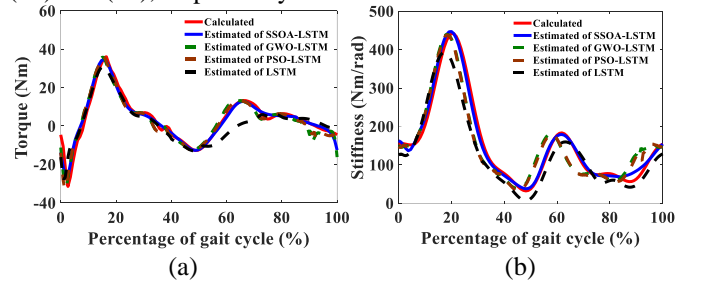 60
40
20
0
-20
-40
Torque (Nm)
Calculated
Estimated of SSOA-LSTM
Estimated of GWO-LSTM
Estimated of PSO-LSTM
Estimated of LSTM
0 20 40 60 80 100
Percentage of gait cycle (%)
(a)
500
400
300
200
100
0
Stiffness (Nm/rad)
Calculated
Estimated of SSOA-LSTM
Estimated of GWO-LSTM
Estimated of PSO-LSTM
Estimated of LSTM
0 20 40 60 80 100
Percentage of gait cycle (%)
(b)